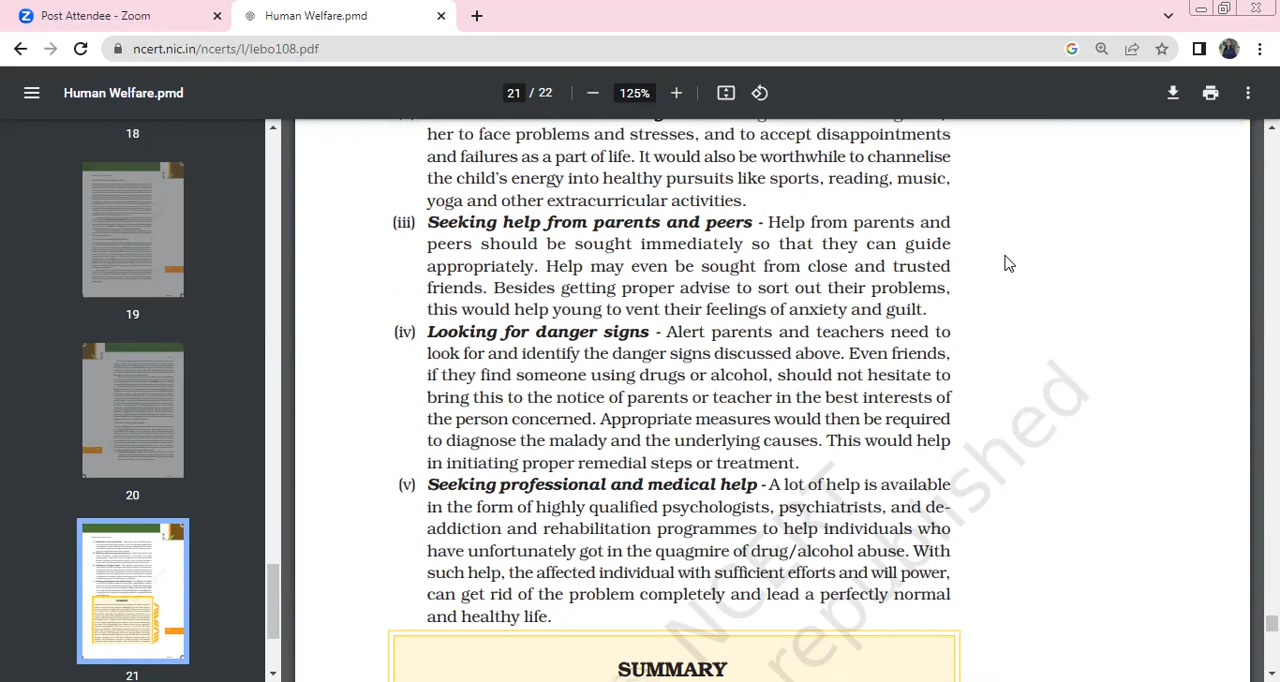 Post Attendee - Zoom
Human Welfare.pmd
ncert.nic.in/ncerts/l/lebo108.pdf
Human Welfare.pmd
21 / 22
125%
18
19
20
21
her to face problems and stresses, and to accept disappointments
and failures as a part of life. It would also be worthwhile to channelise
the child's energy into healthy pursuits like sports, reading, music,
yoga and other extracurricular activities.
(iii) Seeking help from parents and peers - Help from parents and
peers should be sought immediately so that they can guide
appropriately. Help may even be sought from close and trusted
friends. Besides getting proper advise to sort out their problems,
this would help young to vent their feelings of anxiety and guilt.
(iv) Looking for danger signs - Alert parents and teachers need to
look for and identify the danger signs discussed above. Even friends,
if they find someone using drugs or alcohol, should not hesitate to
bring this to the notice of parents or teacher in the best interests of
the person concerned. Appropriate measures would then be required
to diagnose the malady and the underlying causes. This would help
in initiating proper remedial steps or treatment.
(v) Seeking professional and medical help - A lot of help is available
in the form of highly qualified psychologists, psychiatrists, and de-
addiction and rehabilitation programmes to help individuals who
have unfortunately got in the quagmire of drug/alcohol abuse. With
such help, the affected individual with sufficient efforts and will power,
can get rid of the problem completely and lead a perfectly normal
and healthy life.
SUMMARY
NCERT
republished